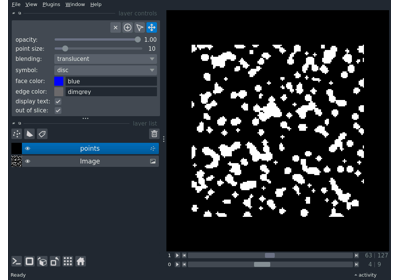 File View Plugins Window Help
layer controls
opacity: 1.00
point size: 10
blending: translucent
symbol: disc
face color: blue
edge color: dimgrey
display text:
out of slice:
layer list
points
Image
1 63 127
0 4 9
Ready activity